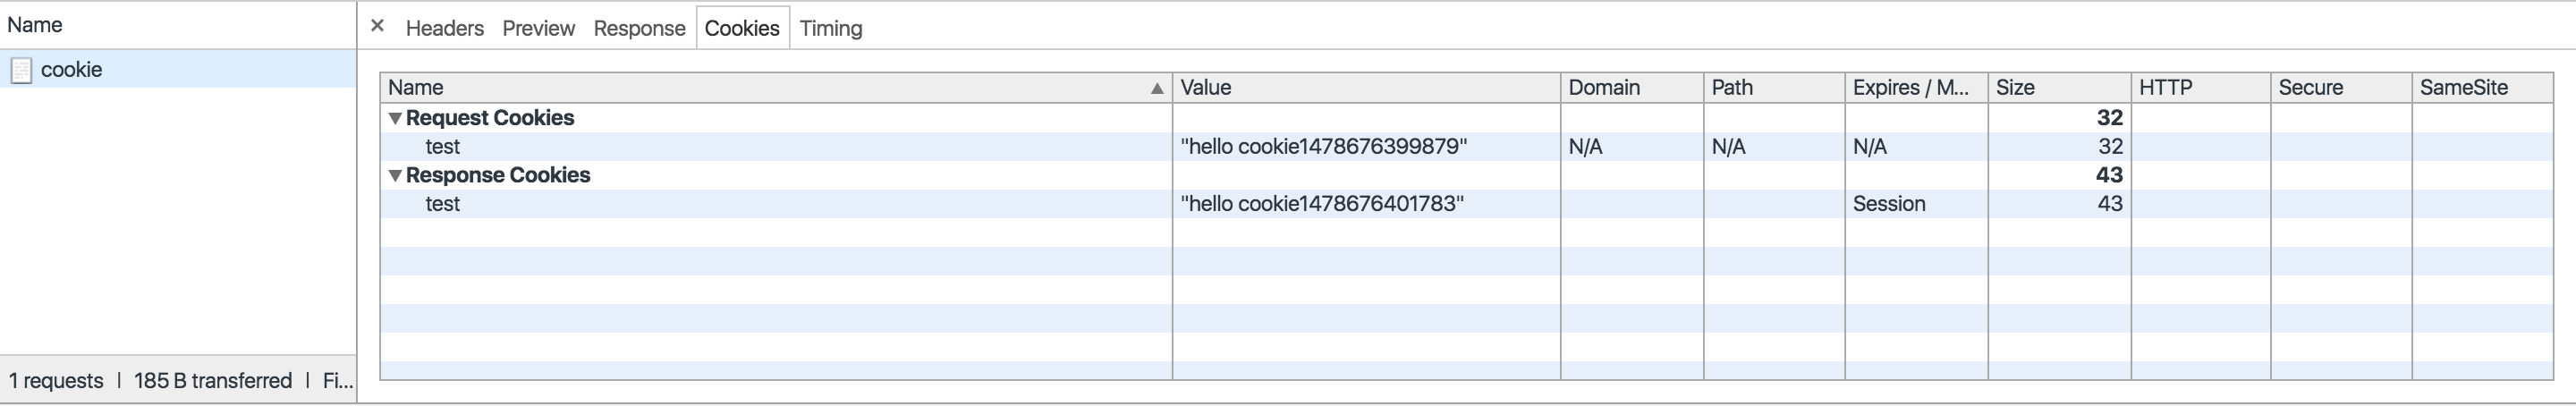 Name
cookie
1 requests | 185 B transferred | Fi...
× Headers Preview Response Cookies Timing
Name ▲ Value Domain Path Expires / M... Size HTTP Secure SameSite
▼Request Cookies 32
test "hello cookie1478676399879" N/A N/A N/A 32
▼Response Cookies 43
test "hello cookie1478676401783" Session 43